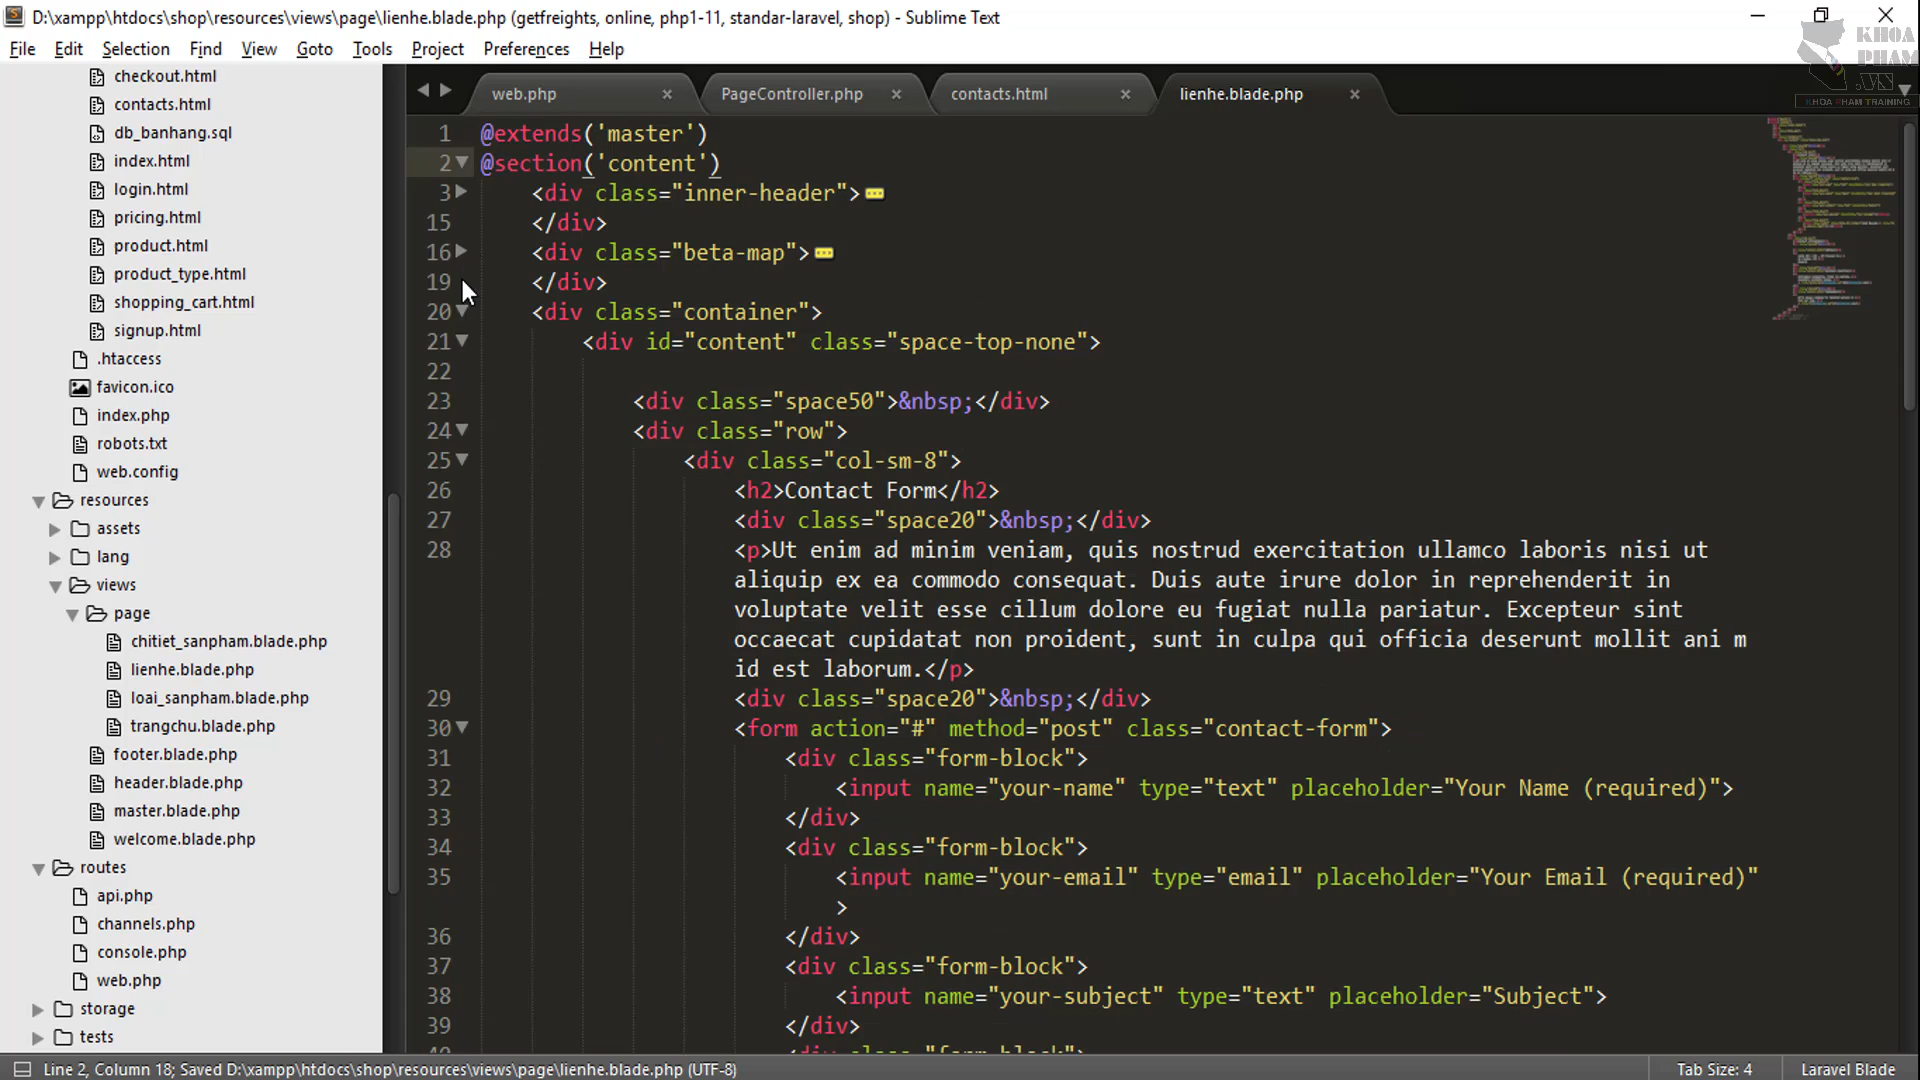 D:\xampp\htdocs\shop\resources\views\page\lienhe.blade.php (getfreights, online, php1-11, standar-laravel, shop) - Sublime Text
File Edit Selection Find View Goto Tools Project Preferences Help
KHOA
PHAM
.VN
KHOA PHAM TRAINING
checkout.html
contacts.html
db_banhang.sql
index.html
login.html
pricing.html
product.html
product_type.html
shopping_cart.html
signup.html
.htaccess
favicon.ico
index.php
robots.txt
web.config
resources
assets
lang
views
page
chitiet_sanpham.blade.php
lienhe.blade.php
loai_sanpham.blade.php
trangchu.blade.php
footer.blade.php
header.blade.php
master.blade.php
welcome.blade.php
routes
api.php
channels.php
console.php
web.php
storage
tests
web.php PageController.php contacts.html lienhe.blade.php
1 @extends('master')
2 @section('content')
3 <div class="inner-header">
15 </div>
16 <div class="beta-map">
19 </div>
20 <div class="container">
21 <div id="content" class="space-top-none">
22
23 <div class="space50">&nbsp;</div>
24 <div class="row">
25 <div class="col-sm-8">
26 <h2>Contact Form</h2>
27 <div class="space20">&nbsp;</div>
28 <p>Ut enim ad minim veniam, quis nostrud exercitation ullamco laboris nisi ut
aliquip ex ea commodo consequat. Duis aute irure dolor in reprehenderit in
voluptate velit esse cillum dolore eu fugiat nulla pariatur. Excepteur sint
occaecat cupidatat non proident, sunt in culpa qui officia deserunt mollit ani m
id est laborum.</p>
29 <div class="space20">&nbsp;</div>
30 <form action="#" method="post" class="contact-form">
31 <div class="form-block">
32 <input name="your-name" type="text" placeholder="Your Name (required)">
33 </div>
34 <div class="form-block">
35 <input name="your-email" type="email" placeholder="Your Email (required)"
>
36 </div>
37 <div class="form-block">
38 <input name="your-subject" type="text" placeholder="Subject">
39 </div>
40 <div class="form-block">
Line 2, Column 18; Saved D:\xampp\htdocs\shop\resources\views\page\lienhe.blade.php (UTF-8) Tab Size: 4 Laravel Blade